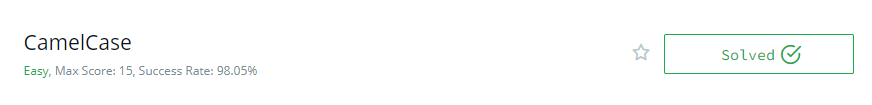 CamelCase
Solved
Easy, Max Score: 15, Success Rate: 98.05%